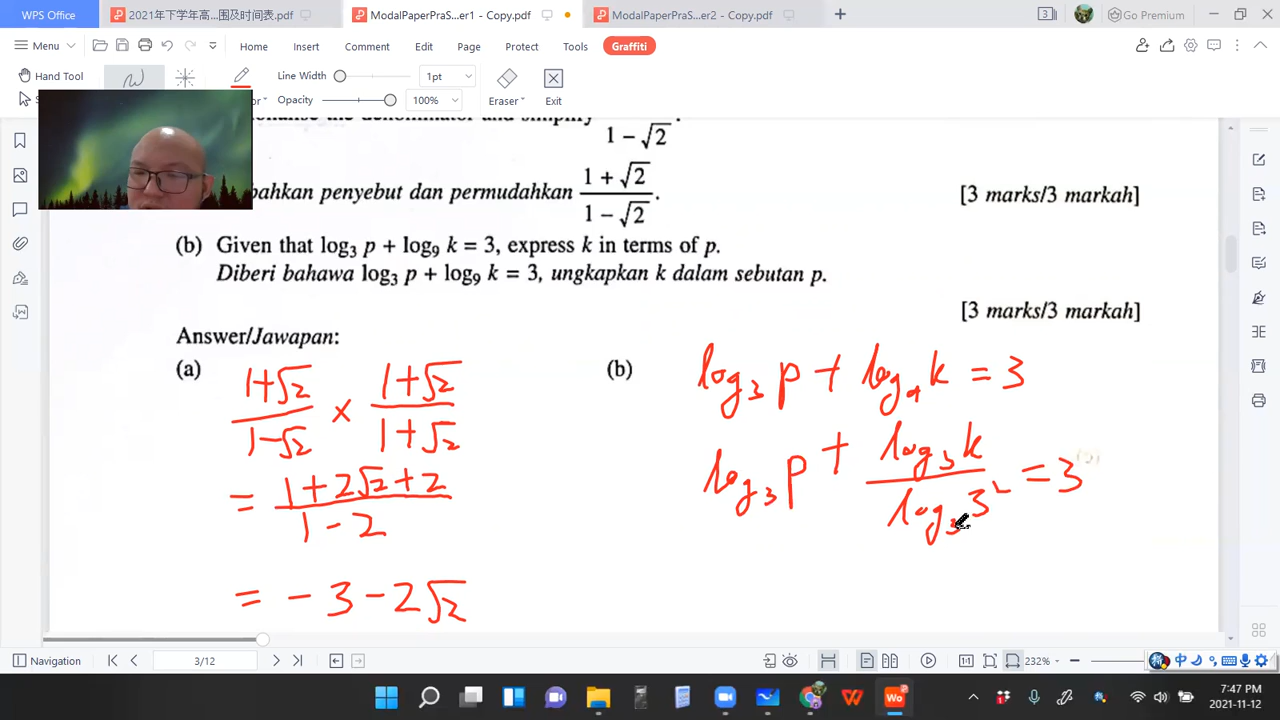 WPS Office
2021年下学年高...围及时间表.pdf
ModalPaperPraS...er1 - Copy.pdf
ModalPaperPraS...er2 - Copy.pdf
Go Premium
Menu
Home
Insert
Comment
Edit
Page
Protect
Tools
Graffiti
Hand Tool
Line Width
1pt
Opacity
100%
Eraser
Exit
the denominator and simplify
1 − √2 .
permudahkan (1 + √2)/(1 − √2).
penyebut dan
[3 marks/3 markah]
(b) Given that log₃ p + log₉ k = 3, express k in terms of p.
Diberi bahawa log₃ p + log₉ k = 3, ungkapkan k dalam sebutan p.
[3 marks/3 markah]
Answer/Jawapan:
(a)
(1+√2)/(1−√2) × (1+√2)/(1+√2)
= (1+2√2+2)/(1−2)
= −3−2√2
(b)
log₃ p + log₉ k = 3
log₃ p + (log₃ k)/(log₃ 3²) = 3
Navigation
3/12
232%
中
7:47 PM
2021-11-12